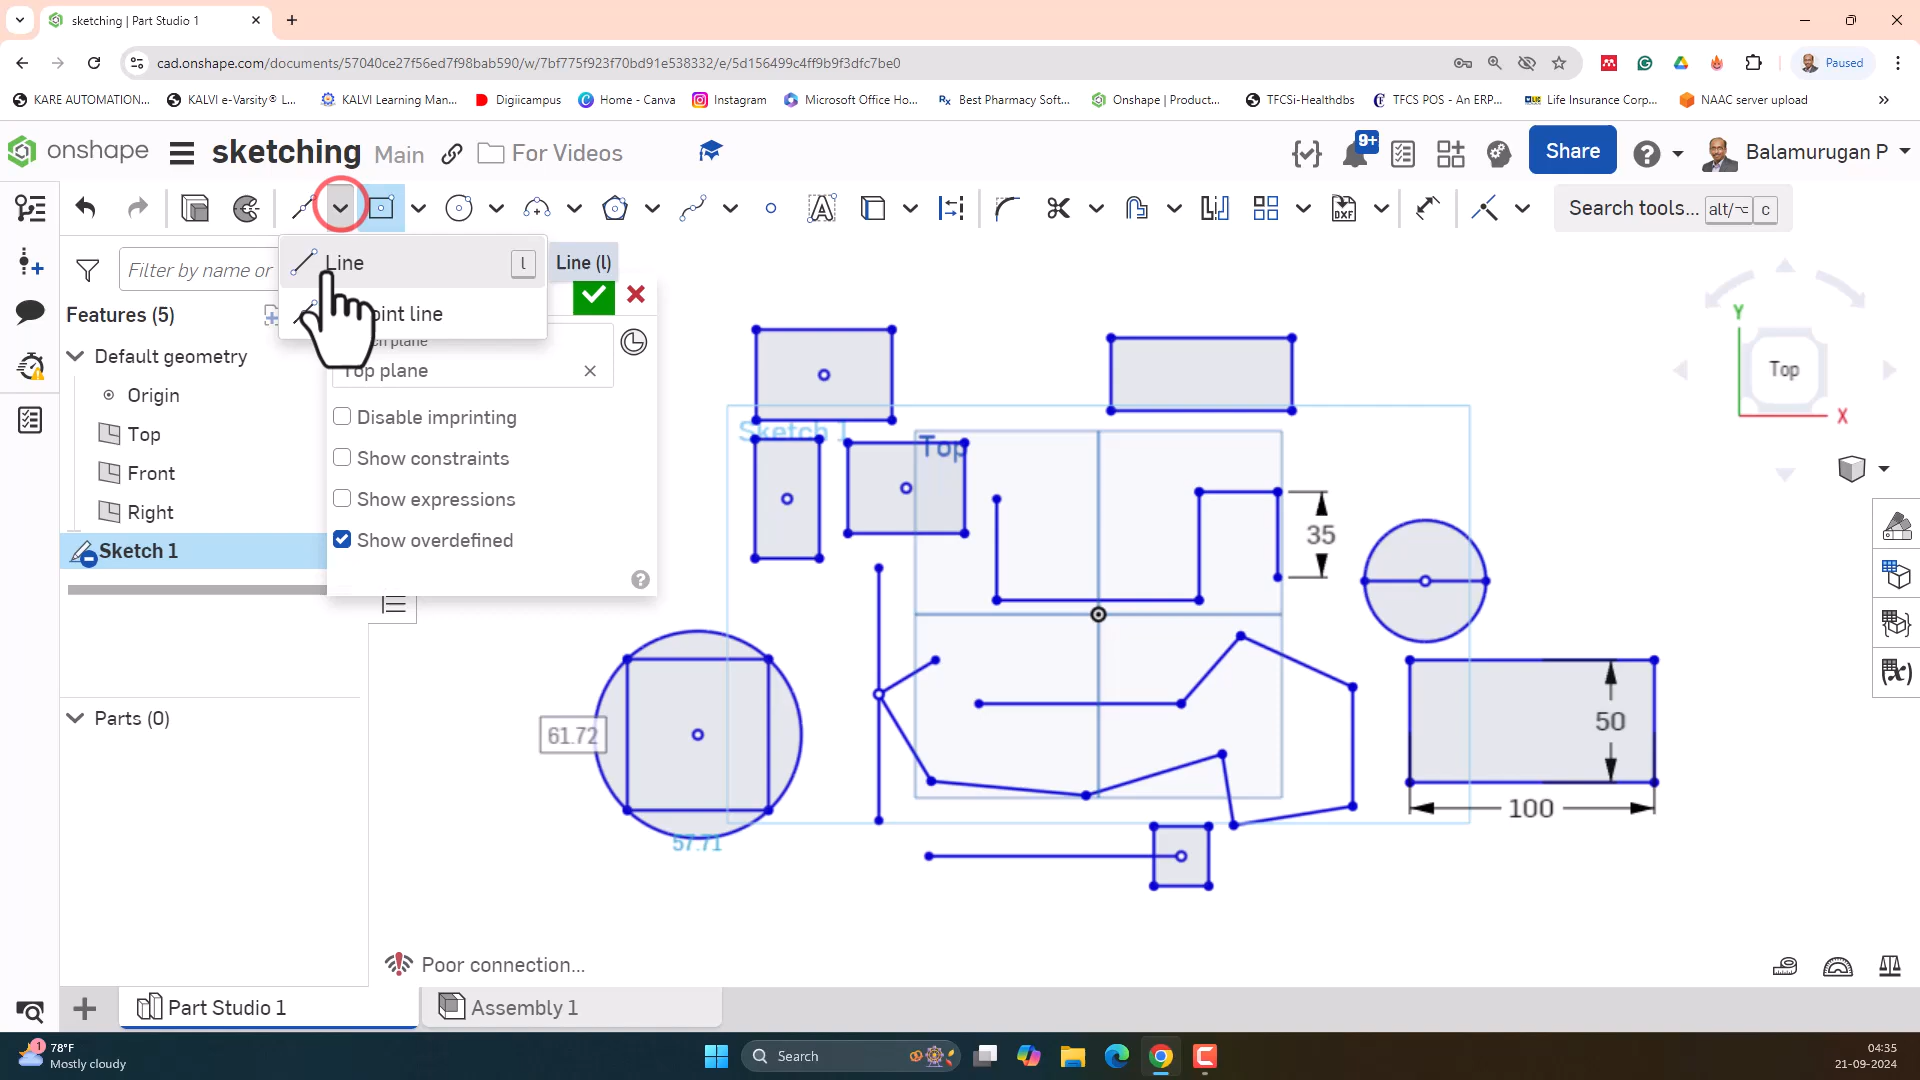 sketching | Part Studio 1
cad.onshape.com/documents/57040ce27f56ed7f98bab590/w/7bf775f923f70bd91e538332/e/5d156499c4ff9b9f3dfc7be0
Paused
KARE AUTOMATION...
KALVI e-Varsity® L...
KALVI Learning Man...
Digiicampus
Home - Canva
Instagram
Microsoft Office Ho...
Rx Best Pharmacy Soft...
Onshape | Product...
TFCSi-Healthdbs
TFCS POS - An ERP...
Life Insurance Corp...
NAAC server upload
onshape
sketching Main
For Videos
9+
Share
Balamurugan P
Search tools... alt/⌥ c
Line l
Line (l)
Filter by name or
oint line
Features (5)
Top plane
Default geometry
Origin
Top
Front
Right
Sketch 1
Disable imprinting
Show constraints
Show expressions
Show overdefined
Sketch 1
Top
35
61.72
57.71
50
100
Y
Top
X
Parts (0)
Poor connection...
Part Studio 1
Assembly 1
1
78°F
Mostly cloudy
Search
04:35
21-09-2024